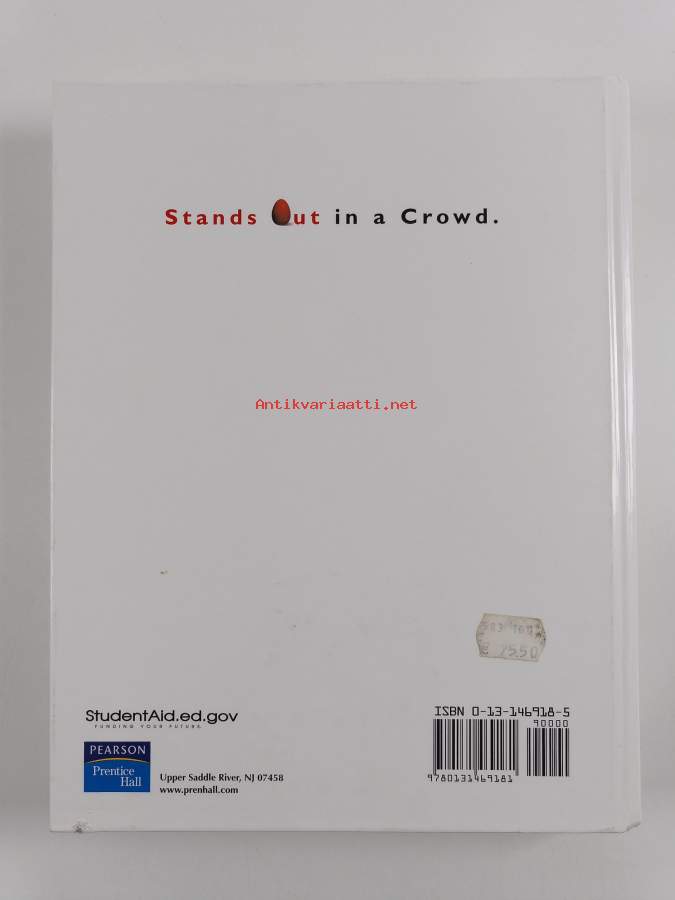 Stands Out in a Crowd.
Antikvariaatti.net
7550
StudentAid.ed.gov
FUNDING YOUR FUTURE.
ISBN 0-13-146918-5
90000
9780131469181
PEARSON
Prentice
Hall
Upper Saddle River, NJ 07458
www.prenhall.com